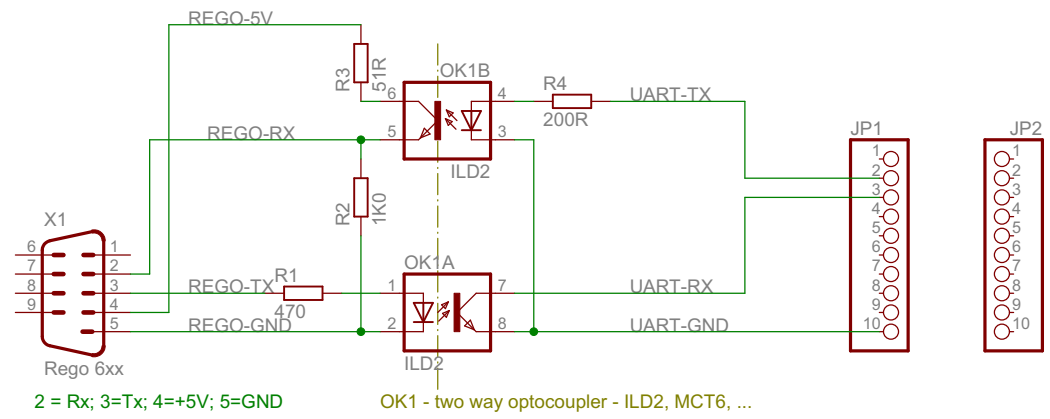 REGO-5V
R3
51R
OK1B
6
4
R4
200R
UART-TX
REGO-RX
5
3
ILD2
JP1
JP2
1
2
3
4
5
6
7
8
9
10
1
2
3
4
5
6
7
8
9
10
R2
1K0
X1
6
7
8
9
1
2
3
4
5
Rego 6xx
OK1A
REGO-TX
R1
470
1
7
UART-RX
REGO-GND
2
8
UART-GND
ILD2
2 = Rx; 3=Tx; 4=+5V; 5=GND
OK1 - two way optocoupler - ILD2, MCT6, ...